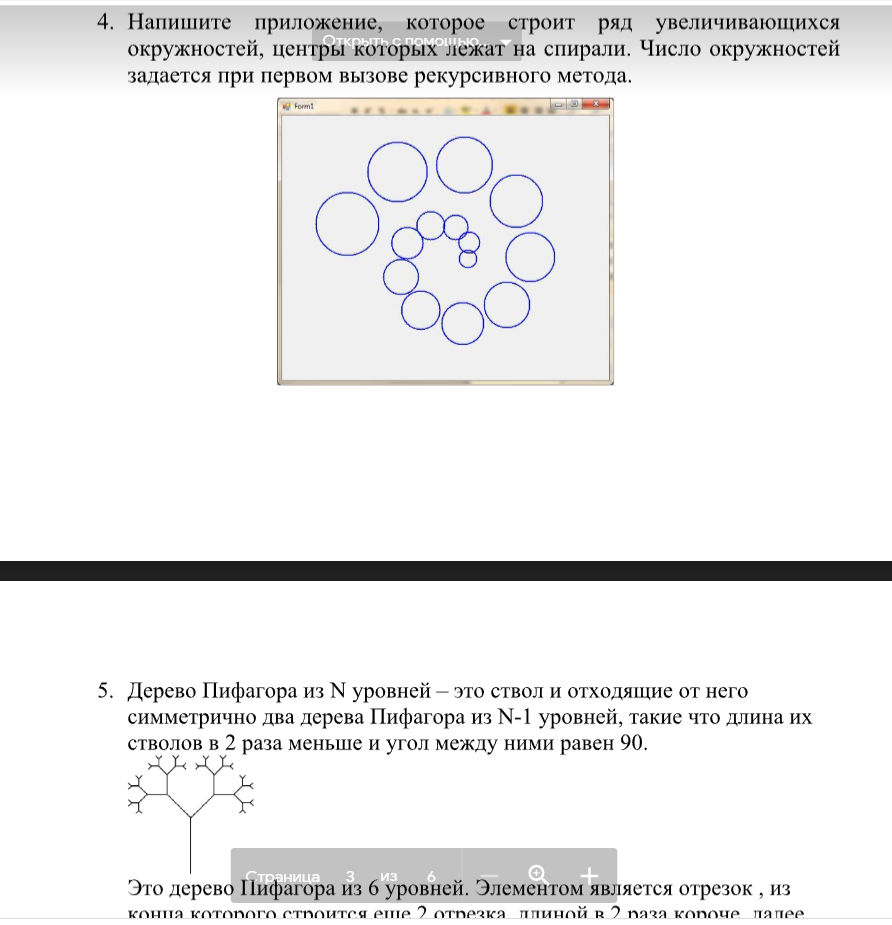 4. Напишите приложение, которое строит ряд увеличивающихся
Открыть с помощью
окружностей, центры которых лежат на спирали. Число окружностей
задается при первом вызове рекурсивного метода.
Form1
5. Дерево Пифагора из N уровней – это ствол и отходящие от него
симметрично два дерева Пифагора из N-1 уровней, такие что длина их
стволов в 2 раза меньше и угол между ними равен 90.
Страница 3 из 6
Это дерево Пифагора из 6 уровней. Элементом является отрезок , из
конца которого строится еще 2 отрезка длиной в 2 раза короче далее